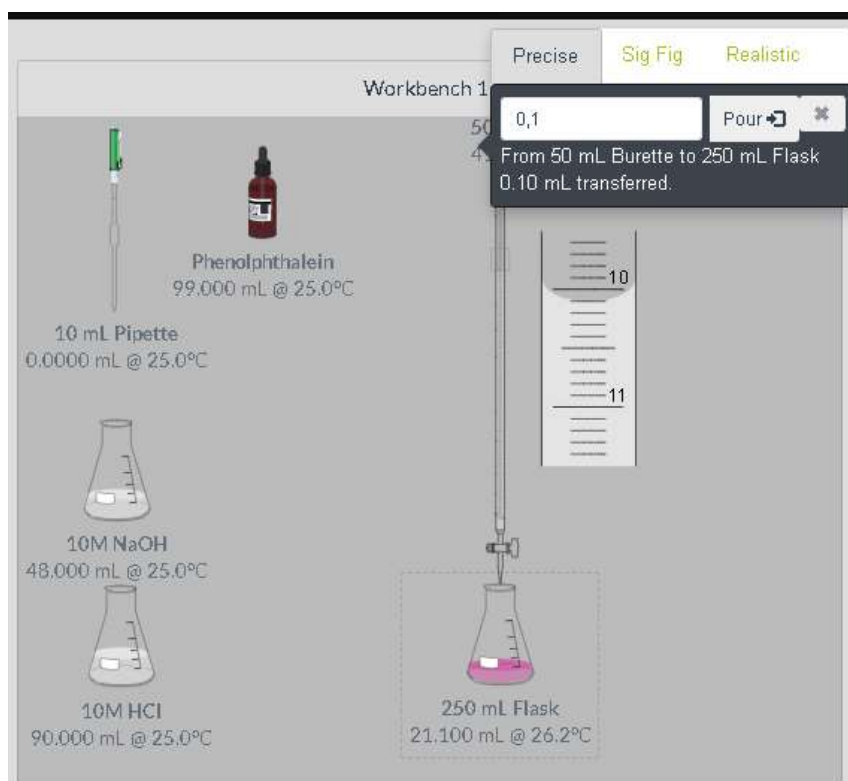 Precise Sig Fig Realistic
Workbench 1
0,1 Pour
From 50 mL Burette to 250 mL Flask
0.10 mL transferred.
Phenolphthalein
99.000 mL @ 25.0°C
10
10 mL Pipette
0.0000 mL @ 25.0°C
11
10M NaOH
48.000 mL @ 25.0°C
10M HCl
90.000 mL @ 25.0°C
250 mL Flask
21.100 mL @ 26.2°C